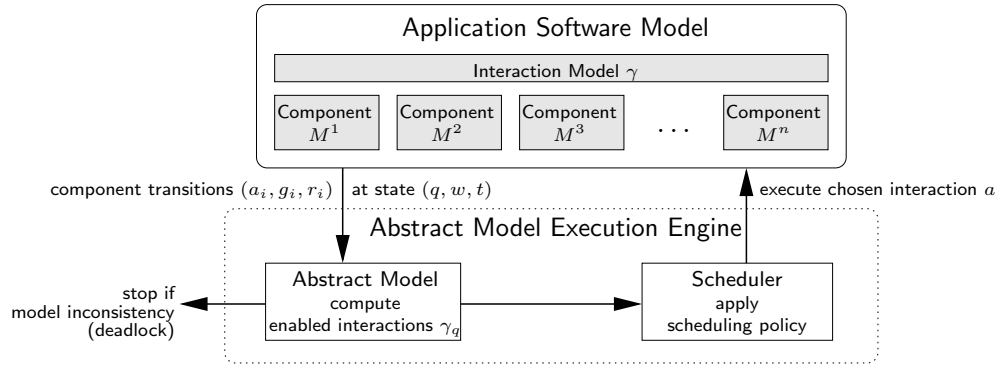 Application Software Model
Interaction Model γ
Component Component Component Component
M¹ M² M³ · · · Mⁿ
component transitions (aᵢ, gᵢ, rᵢ) at state (q, w, t)
execute chosen interaction a
Abstract Model Execution Engine
Abstract Model
compute
enabled interactions γ_q
Scheduler
apply
scheduling policy
stop if
model inconsistency
(deadlock)